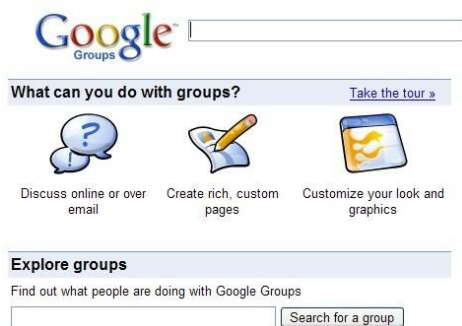 Google
Groups
What can you do with groups? Take the tour »
Discuss online or over email
Create rich, custom pages
Customize your look and graphics
Explore groups
Find out what people are doing with Google Groups
Search for a group